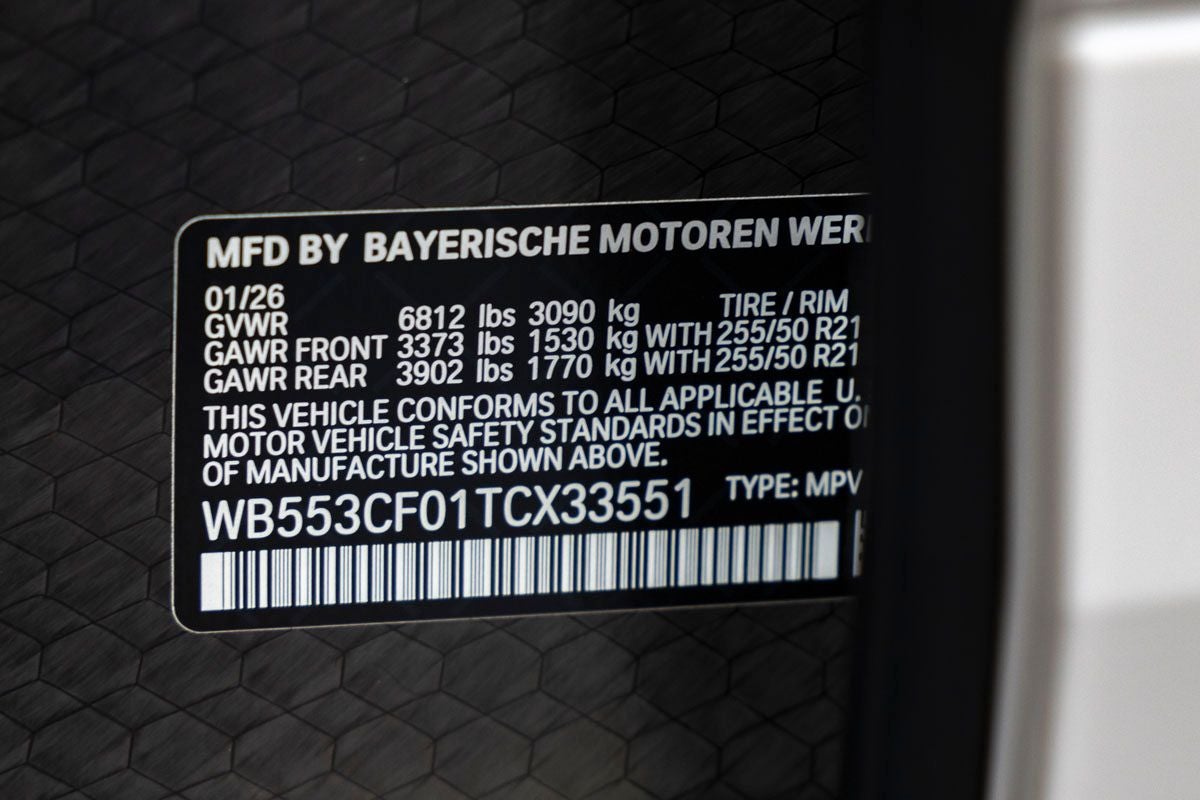 MFD BY BAYERISCHE MOTOREN WER
01/26
GVWR 6812 lbs 3090 kg TIRE / RIM
GAWR FRONT 3373 lbs 1530 kg WITH 255/50 R21
GAWR REAR 3902 lbs 1770 kg WITH 255/50 R21
THIS VEHICLE CONFORMS TO ALL APPLICABLE U.
MOTOR VEHICLE SAFETY STANDARDS IN EFFECT O
OF MANUFACTURE SHOWN ABOVE.
WB553CF01TCX33551 TYPE: MPV